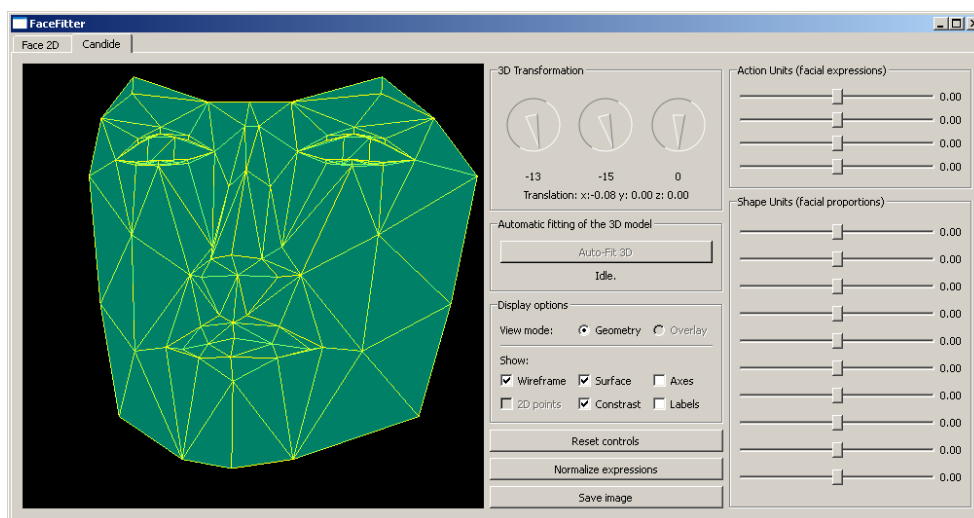 FaceFitter
Face 2D Candide
3D Transformation
-13 -15 0
Translation: x:-0.08 y: 0.00 z: 0.00
Automatic fitting of the 3D model
Auto-Fit 3D
Idle.
Display options
View mode: Geometry Overlay
Show:
Wireframe Surface Axes
2D points Constrast Labels
Reset controls
Normalize expressions
Save image
Action Units (facial expressions)
0.00
0.00
0.00
0.00
Shape Units (facial proportions)
0.00
0.00
0.00
0.00
0.00
0.00
0.00
0.00
0.00
0.00